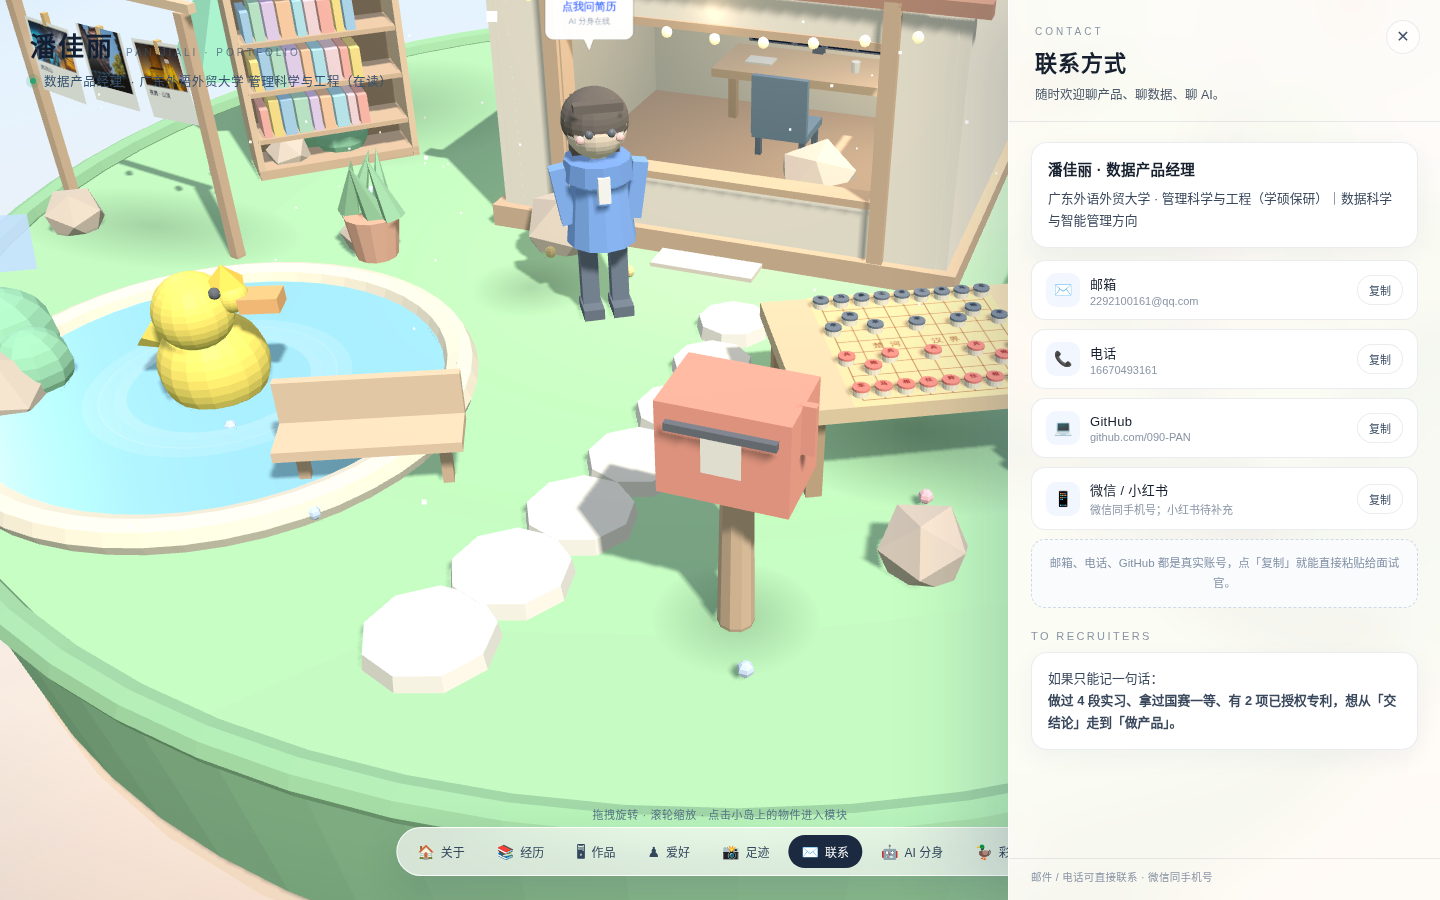 潘佳丽
PAN JIALI · PORTFOLIO
数据产品经理 · 广东外语外贸大学 管理科学与工程（在读）
点我问简历
AI 分身在线
楚河 汉界
拖拽旋转 · 滚轮缩放 · 点击小岛上的物件进入模块
关于
经历
作品
爱好
足迹
联系
AI 分身
彩
CONTACT
联系方式
随时欢迎聊产品、聊数据、聊 AI。
潘佳丽 · 数据产品经理
广东外语外贸大学 · 管理科学与工程（学硕保研）｜数据科学
与智能管理方向
邮箱
2292100161@qq.com
复制
电话
16670493161
复制
GitHub
github.com/090-PAN
复制
微信 / 小红书
微信同手机号；小红书待补充
复制
邮箱、电话、GitHub 都是真实账号，点「复制」就能直接粘贴给面试
官。
TO RECRUITERS
如果只能记一句话：
做过 4 段实习、拿过国赛一等、有 2 项已授权专利，想从「交
结论」走到「做产品」。
邮件 / 电话可直接联系 · 微信同手机号